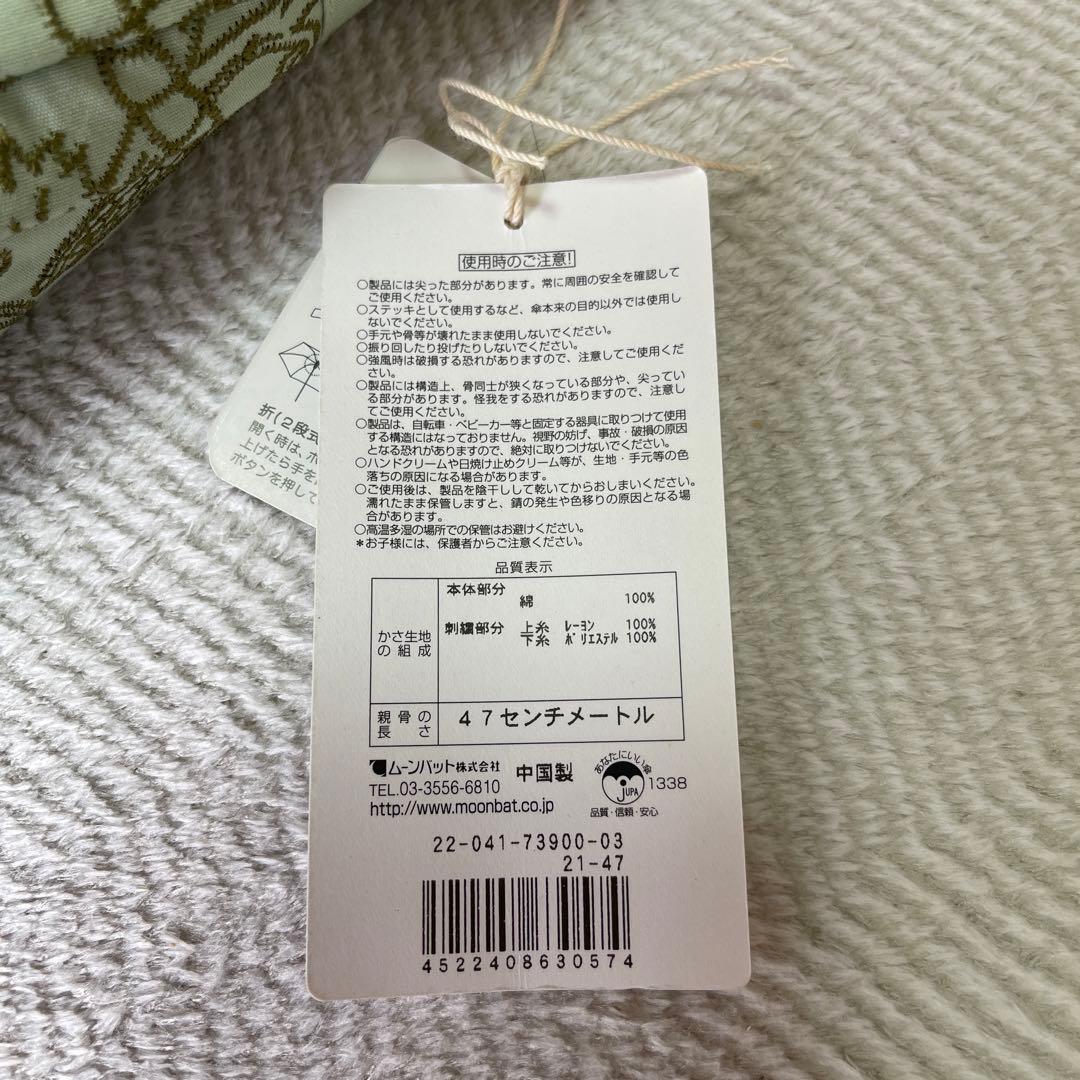 使用時のご注意!
○製品には尖った部分があります。常に周囲の安全を確認して
ご使用ください。
○ステッキとして使用するなど、傘本来の目的以外では使用し
ないでください。
○手元や骨等が壊れたまま使用しないでください。
○振り回したり投げたりしないでください。
○強風時は破損する恐れがありますので、注意してご使用くだ
さい。
○製品には構造上、骨同士が狭くなっている部分や、尖ってい
る部分があります。怪我をする恐れがありますので、注意し
てご使用ください。
○製品は、自転車・ベビーカー等と固定する器具に取りつけて使用
する構造にはなっておりません。視野の妨げ、事故・破損の原因
となる恐れがありますので、絶対に取りつけないでください。
○ハンドクリームや日焼け止めクリーム等が、生地・手元等の色
落ちの原因になる場合があります。
○ご使用後は、製品を陰干しして乾いてからおしまいください。
濡れたまま保管しますと、錆の発生や色移りの原因となる場
合があります。
○高温多湿の場所での保管はお避けください。
*お子様には、保護者からご注意ください。
品質表示
かさ生地
の組成
本体部分
綿 100%
刺繍部分 上糸 レーヨン 100%
下糸 ポリエステル 100%
親骨の
長さ
47センチメートル
ムーンバット株式会社 中国製
TEL.03-3556-6810
http://www.moonbat.co.jp
あなたにいい傘
JUPA
1338
品質・信頼・安心
22-041-73900-03
21-47
4522408630574
折(2段式
開く時は、ボ
上げたら手を
ボタンを押して